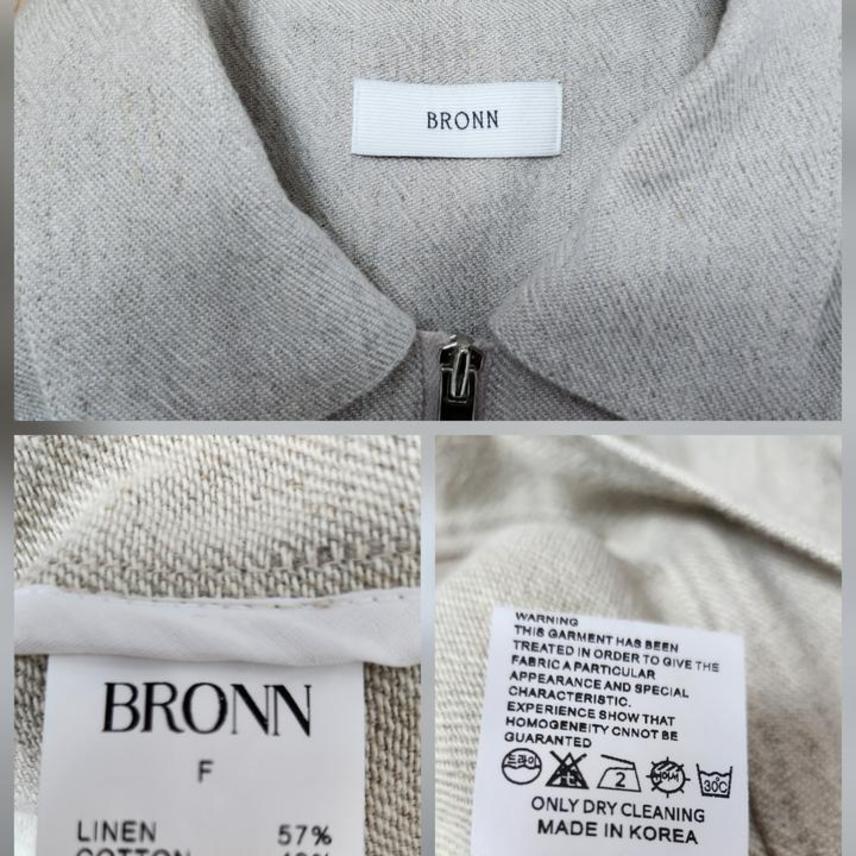 BRONN
BRONN
F
LINEN 57%
COTTON
WARNING
THIS GARMENT HAS BEEN
TREATED IN ORDER TO GIVE THE
FABRIC A PARTICULAR
APPEARANCE AND SPECIAL
CHARACTERISTIC.
EXPERIENCE SHOW THAT
HOMOGENEITY CNNOT BE
GUARANTED
드라이 2 30℃
ONLY DRY CLEANING
MADE IN KOREA